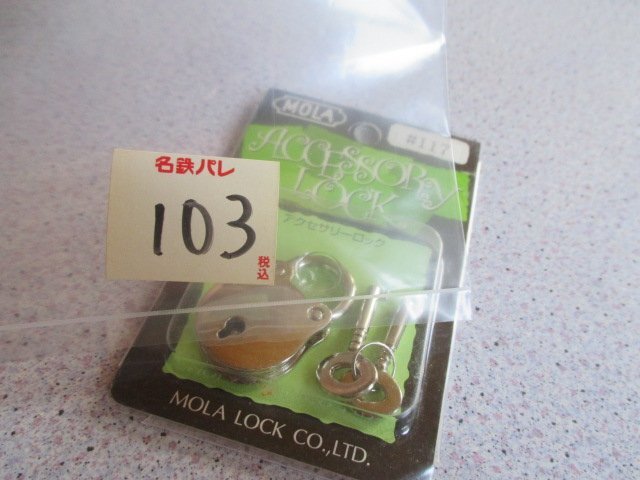 MOLA
#117
ACCESSORY
LOCK
アクセサリーロック
名鉄パレ
103
税込
MOLA LOCK CO.,LTD.